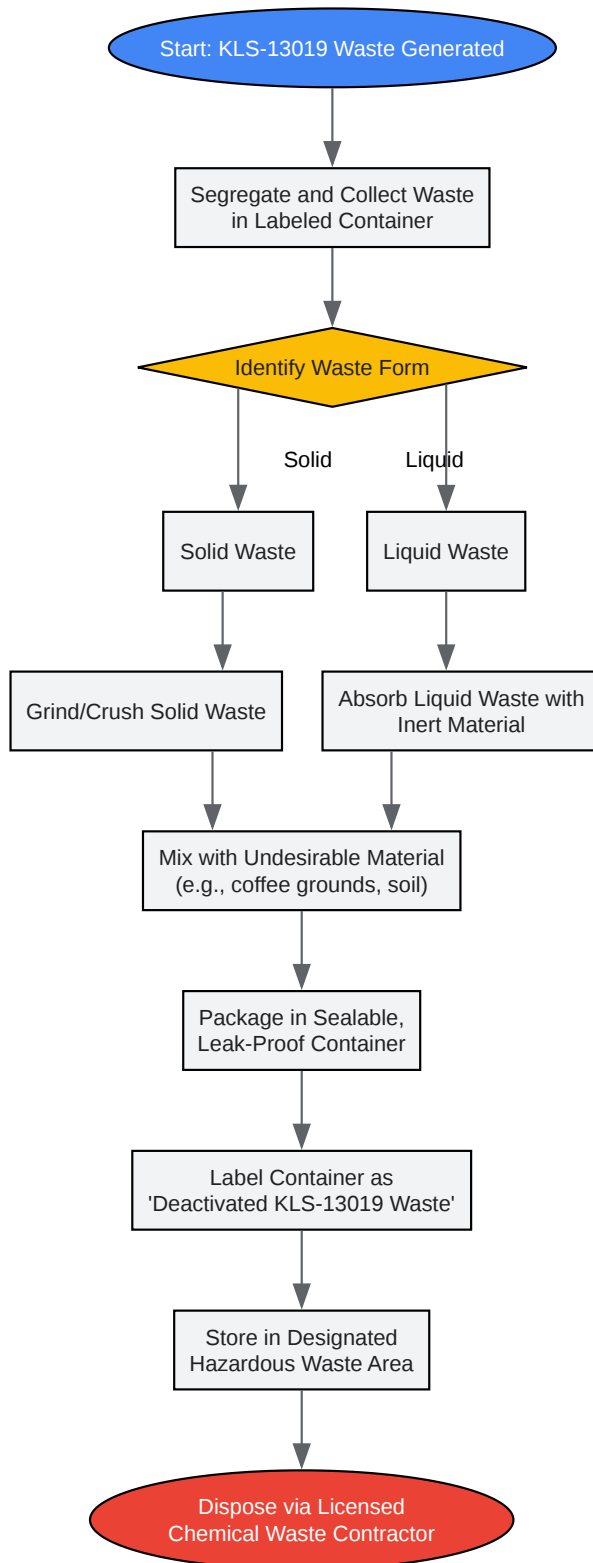 Start: KLS-13019 Waste Generated
Segregate and Collect Waste
in Labeled Container
Identify Waste Form
Solid
Liquid
Solid Waste
Liquid Waste
Grind/Crush Solid Waste
Absorb Liquid Waste with
Inert Material
Mix with Undesirable Material
(e.g., coffee grounds, soil)
Package in Sealable,
Leak-Proof Container
Label Container as
'Deactivated KLS-13019 Waste'
Store in Designated
Hazardous Waste Area
Dispose via Licensed
Chemical Waste Contractor